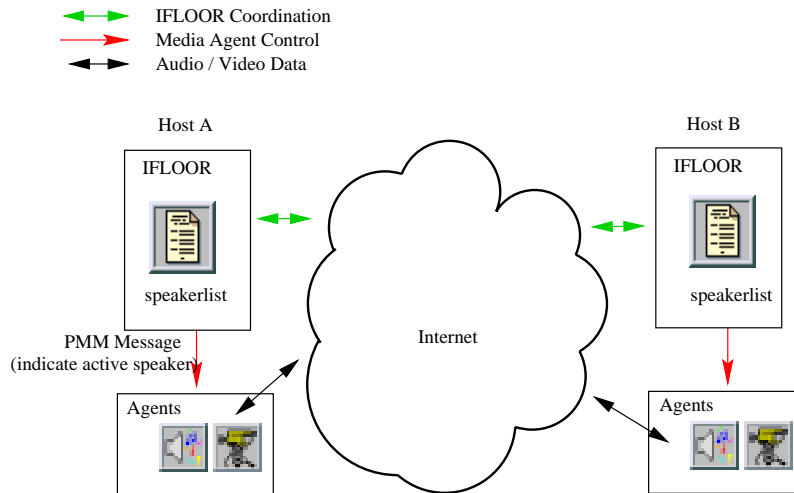 IFLOOR Coordination
Media Agent Control
Audio / Video Data
Host A
Host B
IFLOOR
IFLOOR
speakerlist
speakerlist
PMM Message
(indicate active speaker)
Internet
Agents
Agents